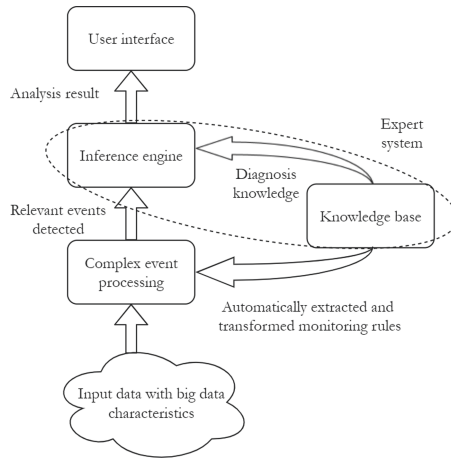 User interface
Analysis result
Expert
system
Inference engine
Diagnosis
knowledge
Relevant events
detected
Knowledge base
Complex event
processing
Automatically extracted and
transformed monitoring rules
Input data with big data
characteristics